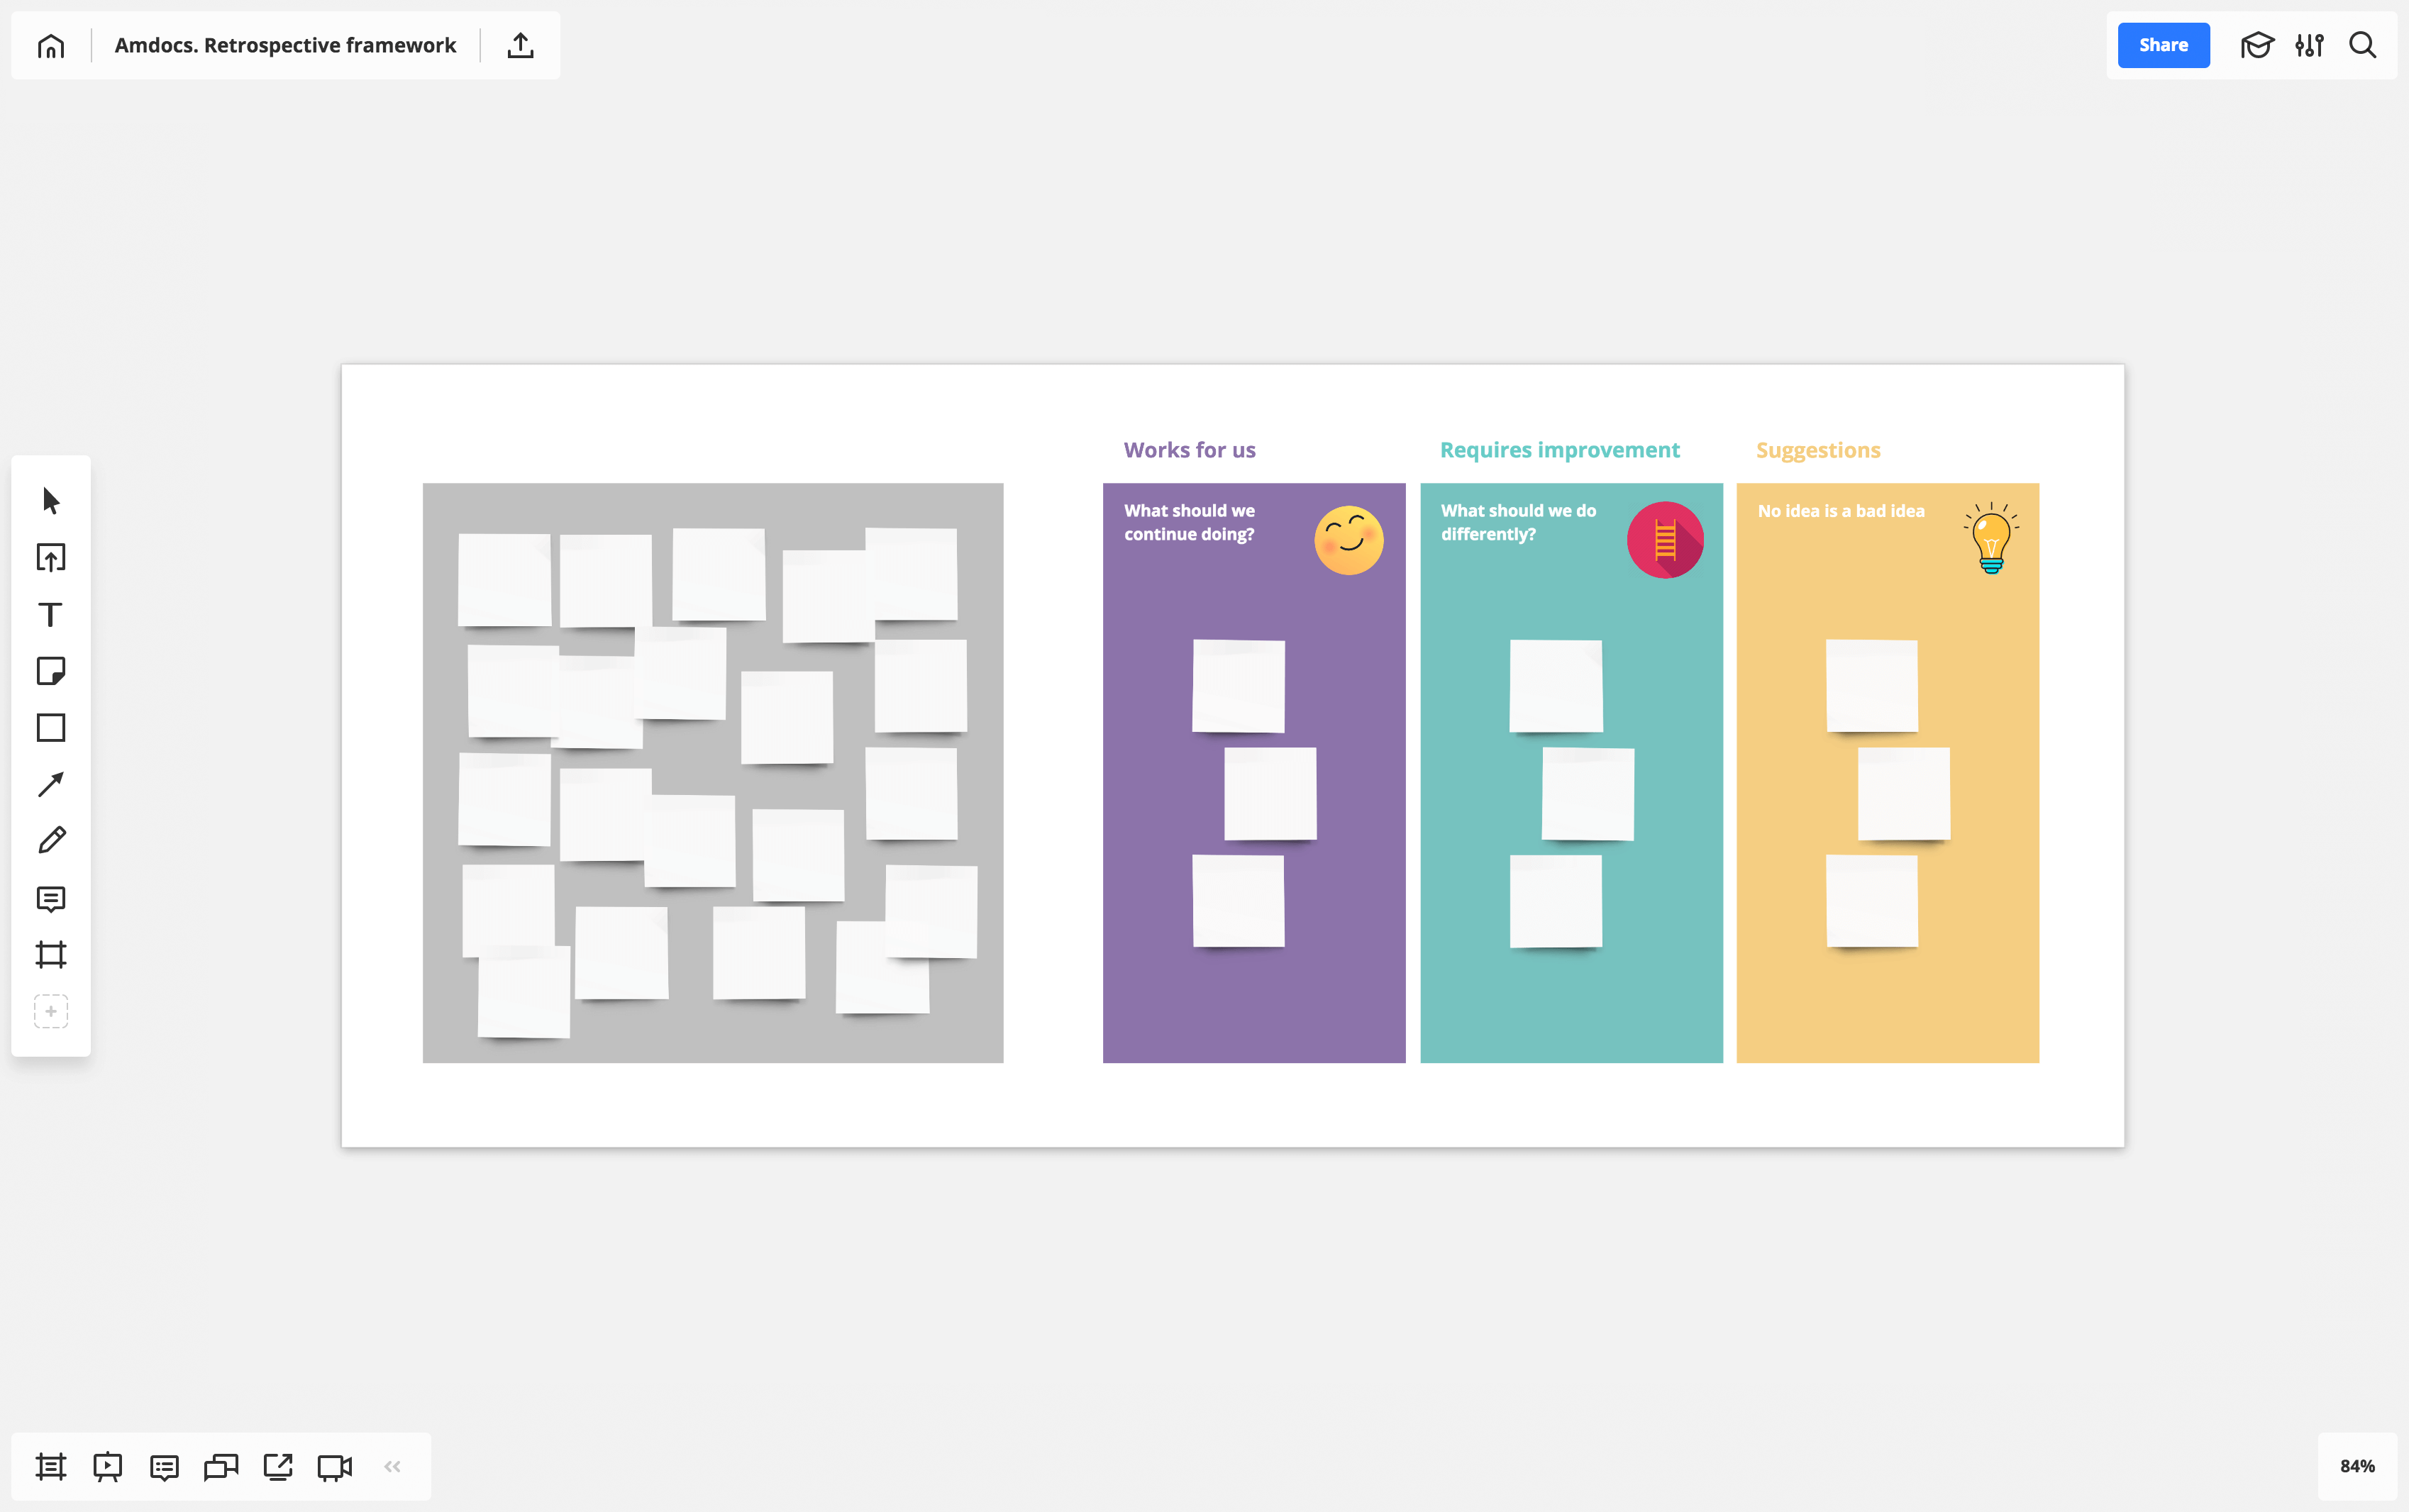 Amdocs. Retrospective framework
Share
Works for us
Requires improvement
Suggestions
What should we
continue doing?
What should we do
differently?
No idea is a bad idea
84%